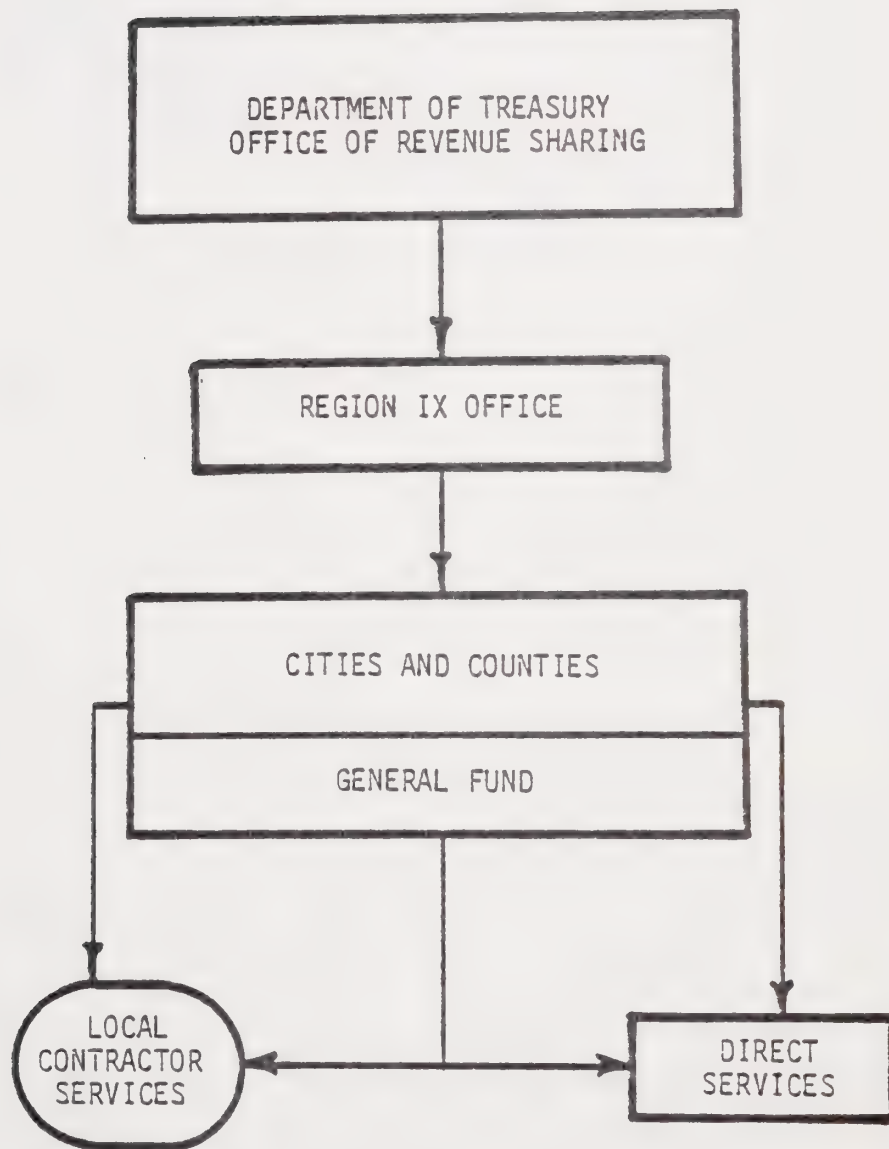 DEPARTMENT OF TREASURY
OFFICE OF REVENUE SHARING
REGION IX OFFICE
CITIES AND COUNTIES
GENERAL FUND
LOCAL
CONTRACTOR
SERVICES
DIRECT
SERVICES